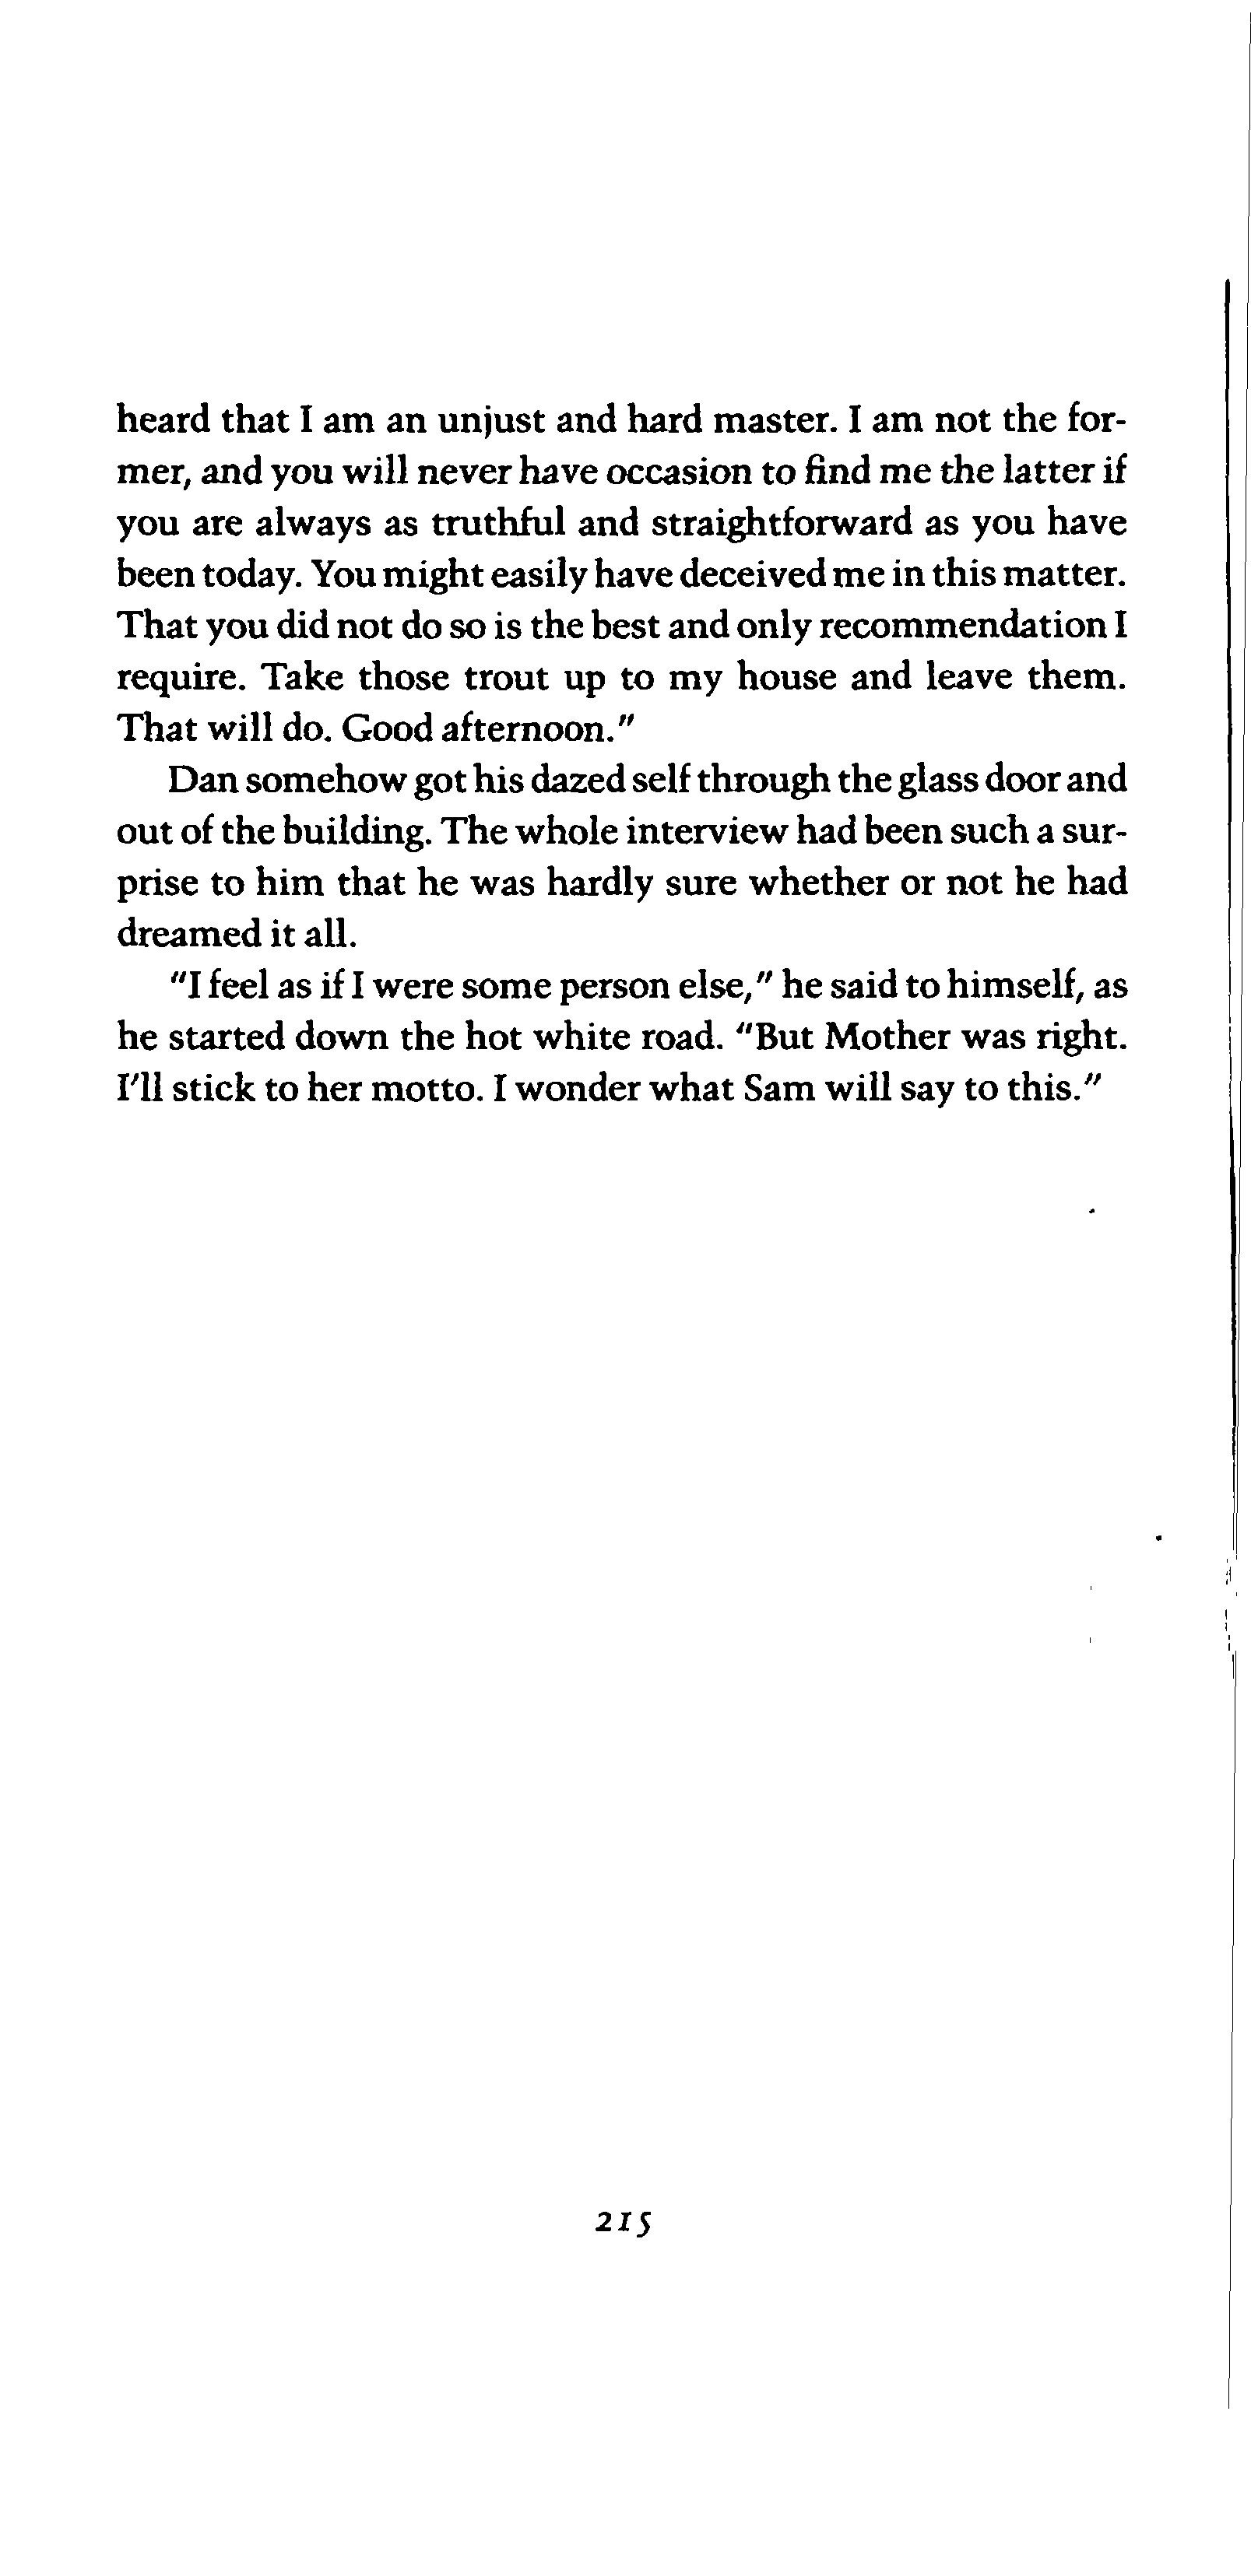 heard that I am an unjust and hard master. I am not the for-
mer, and you will never have occasion to find me the latter if
you are always as truthful and straightforward as you have
been today. You might easily have deceived me in this matter.
That you did not do so is the best and only recommendation I
require. Take those trout up to my house and leave them.
That will do. Good afternoon."
Dan somehow got his dazed self through the glass door and
out of the building. The whole interview had been such a sur-
prise to him that he was hardly sure whether or not he had
dreamed it all.
"I feel as if I were some person else," he said to himself, as
he started down the hot white road. "But Mother was right.
I'll stick to her motto. I wonder what Sam will say to this."
215